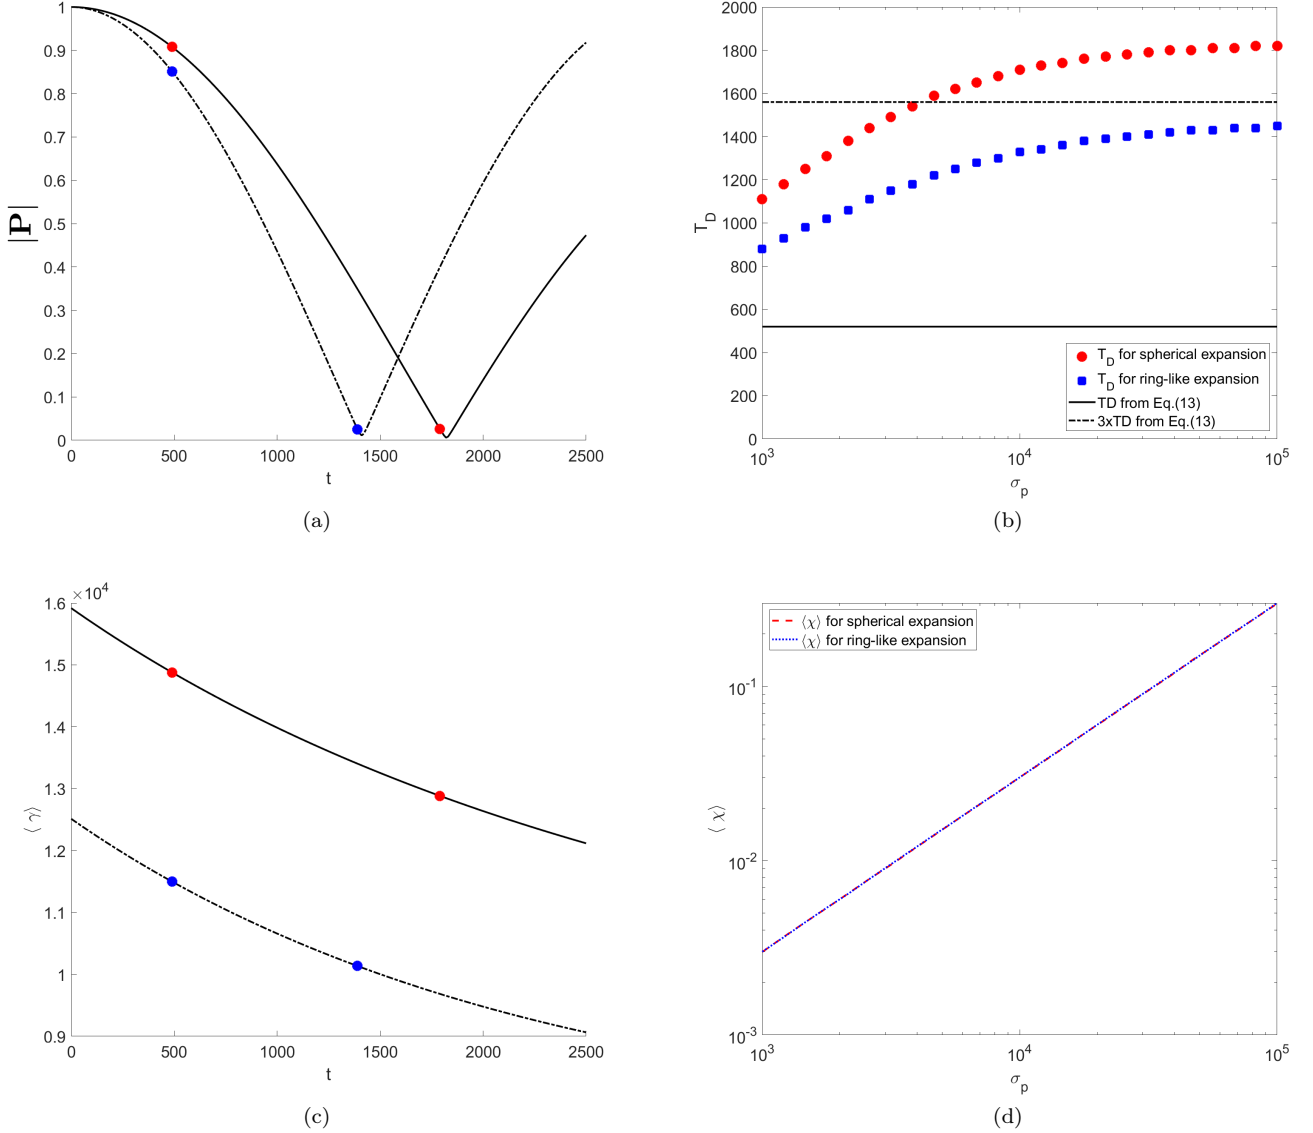 1
0.9
0.8
0.7
0.6
0.5
0.4
0.3
0.2
0.1
0
|P|
0 500 1000 1500 2000 2500
t
(a)
2000
1800
1600
1400
1200
1000
800
600
400
200
0
T_D
T_D for spherical expansion
T_D for ring-like expansion
TD from Eq.(13)
3xTD from Eq.(13)
10^3 10^4 10^5
σ_p
(b)
×10^4
1.6
1.5
1.4
1.3
1.2
1.1
1
0.9
⟨ γ⟩
0 500 1000 1500 2000 2500
t
(c)
⟨χ⟩ for spherical expansion
⟨χ⟩ for ring-like expansion
10^-1
10^-2
10^-3
⟨ χ⟩
10^3 10^4 10^5
σ_p
(d)